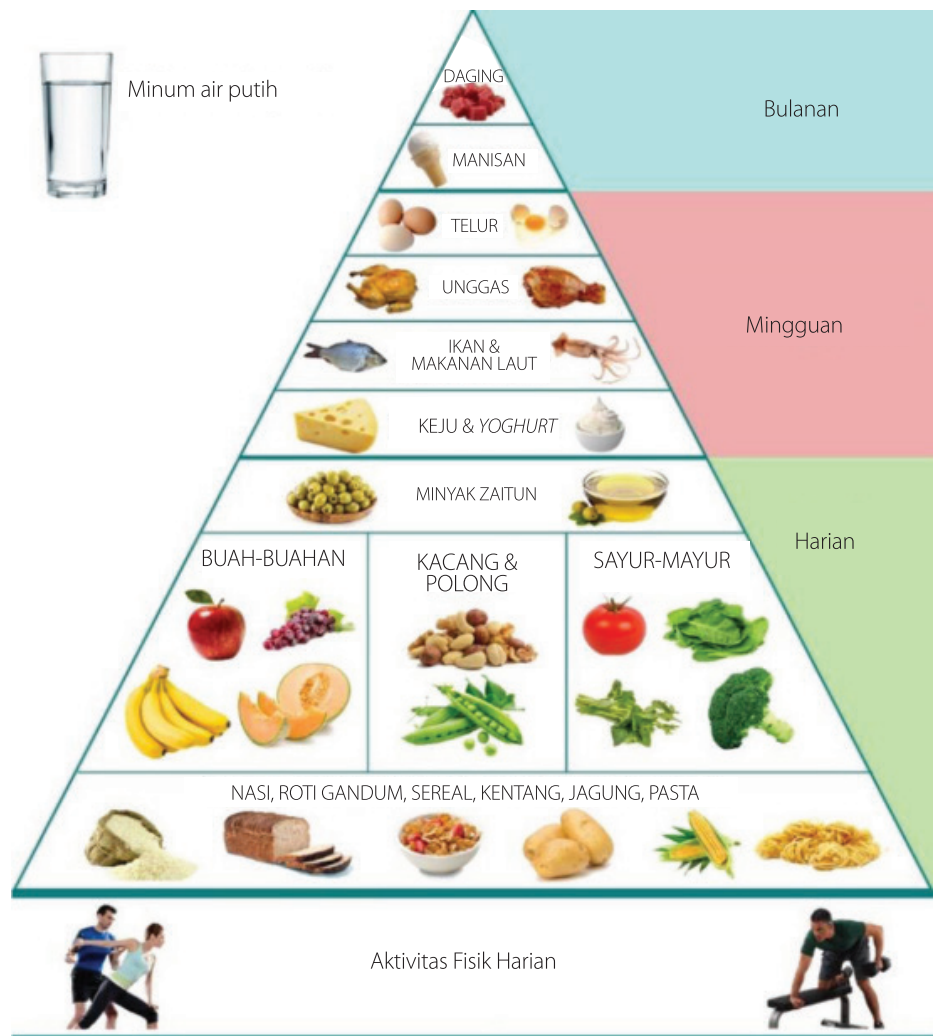 Minum air putih
DAGING
Bulanan
MANISAN
TELUR
UNGGAS
Mingguan
IKAN &
MAKANAN LAUT
KEJU & YOGHURT
MINYAK ZAITUN
Harian
BUAH-BUAHAN
KACANG &
POLONG
SAYUR-MAYUR
NASI, ROTI GANDUM, SEREAL, KENTANG, JAGUNG, PASTA
Aktivitas Fisik Harian